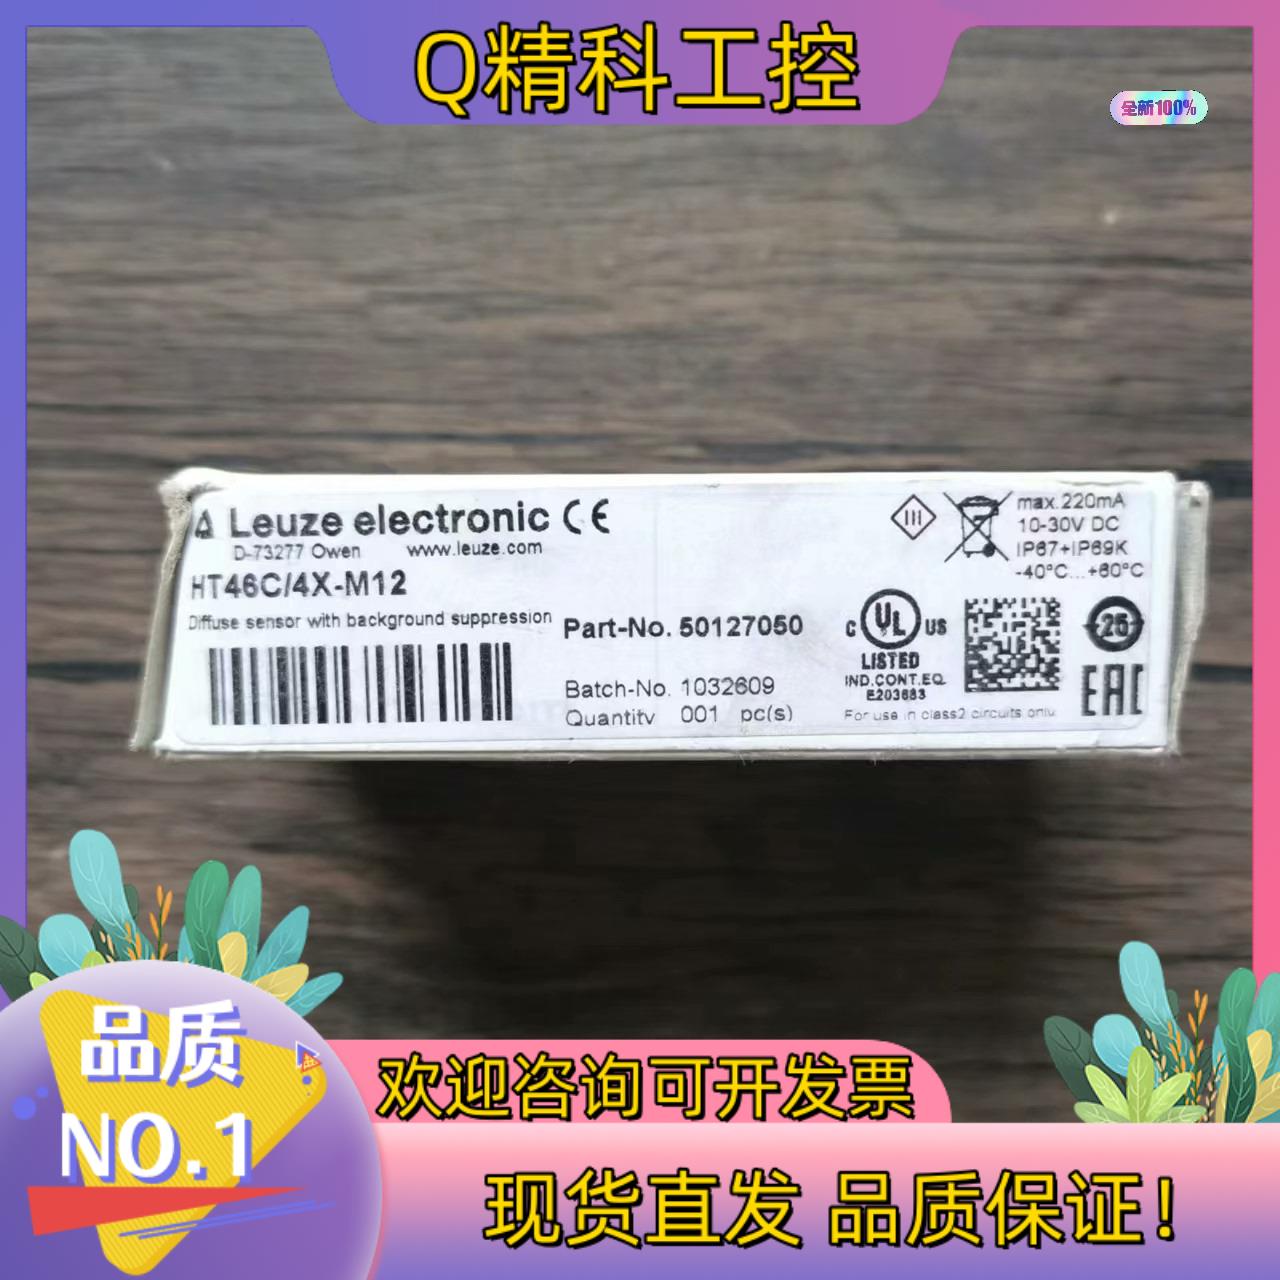 Q精科工控
全新100%
Leuze electronic CE
D-73277 Owen www.leuze.com
HT46C/4X-M12
Diffuse sensor with background suppression
Part-No. 50127050
Batch-No. 1032609
Quantity 001 pc(s)
max.220mA
10-30V DC
IP67+IP69K
-40°C...+60°C
C UL US
LISTED
IND.CONT.EQ
E203683
For use in class2 circuits only
25
EAC
品质
NO.1
欢迎咨询可开发票
现货直发 品质保证!